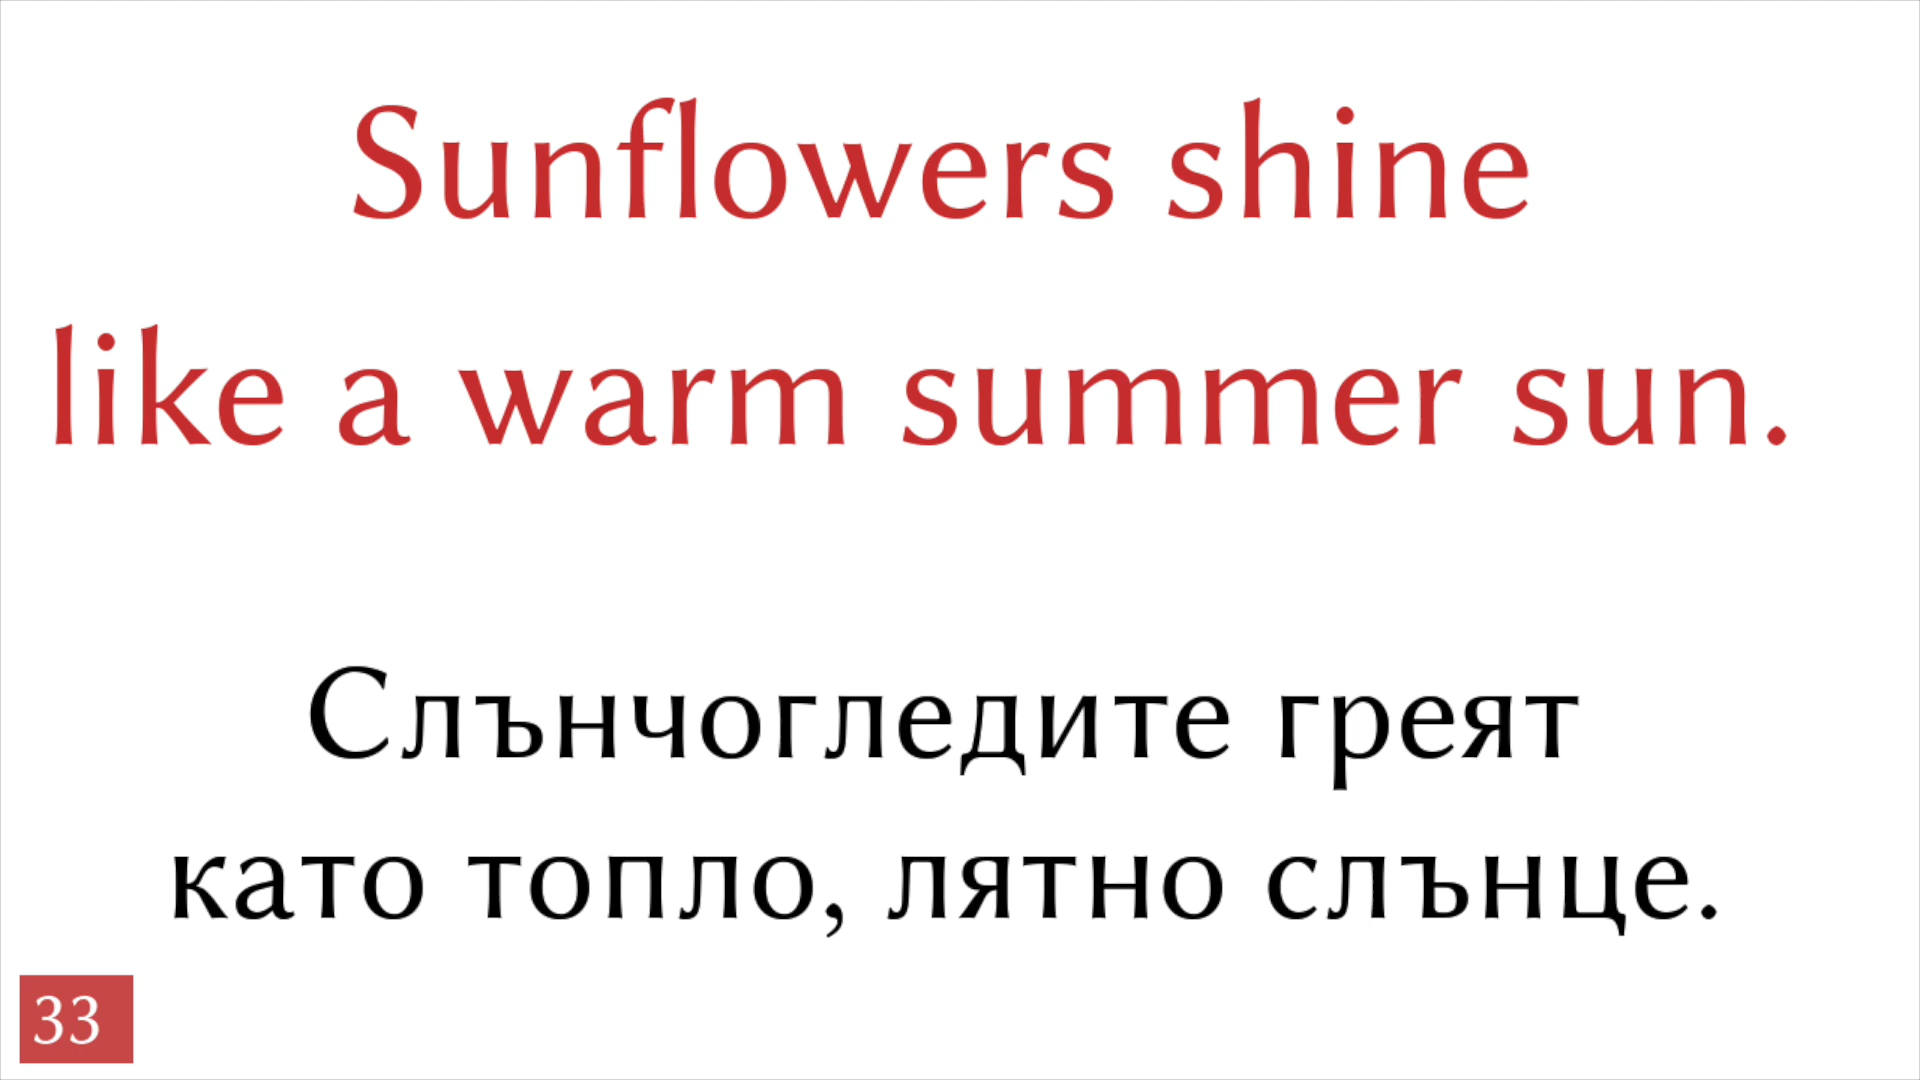 Sunflowers shine
like a warm summer sun.
Слънчогледите греят
като топло, лятно слънце.
33